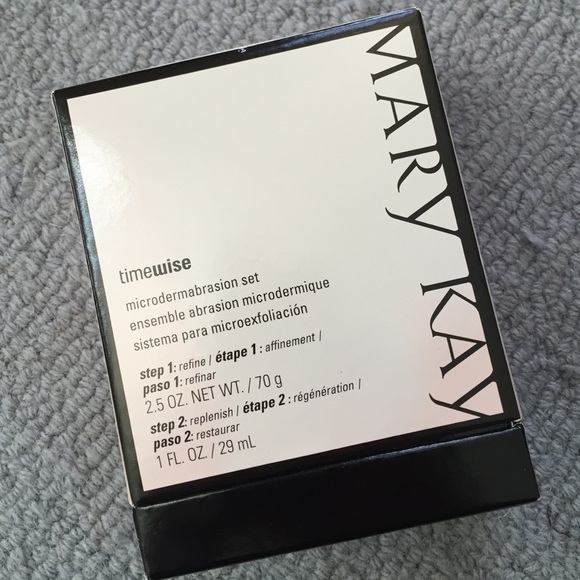 MARY KAY
timewise
microdermabrasion set
ensemble abrasion microdermique
sistema para microexfoliación
step 1: refine / étape 1 : affinement /
paso 1: refinar
2.5 OZ. NET WT. / 70 g
step 2: replenish / étape 2 : régénération /
paso 2: restaurar
1 FL. OZ. / 29 mL